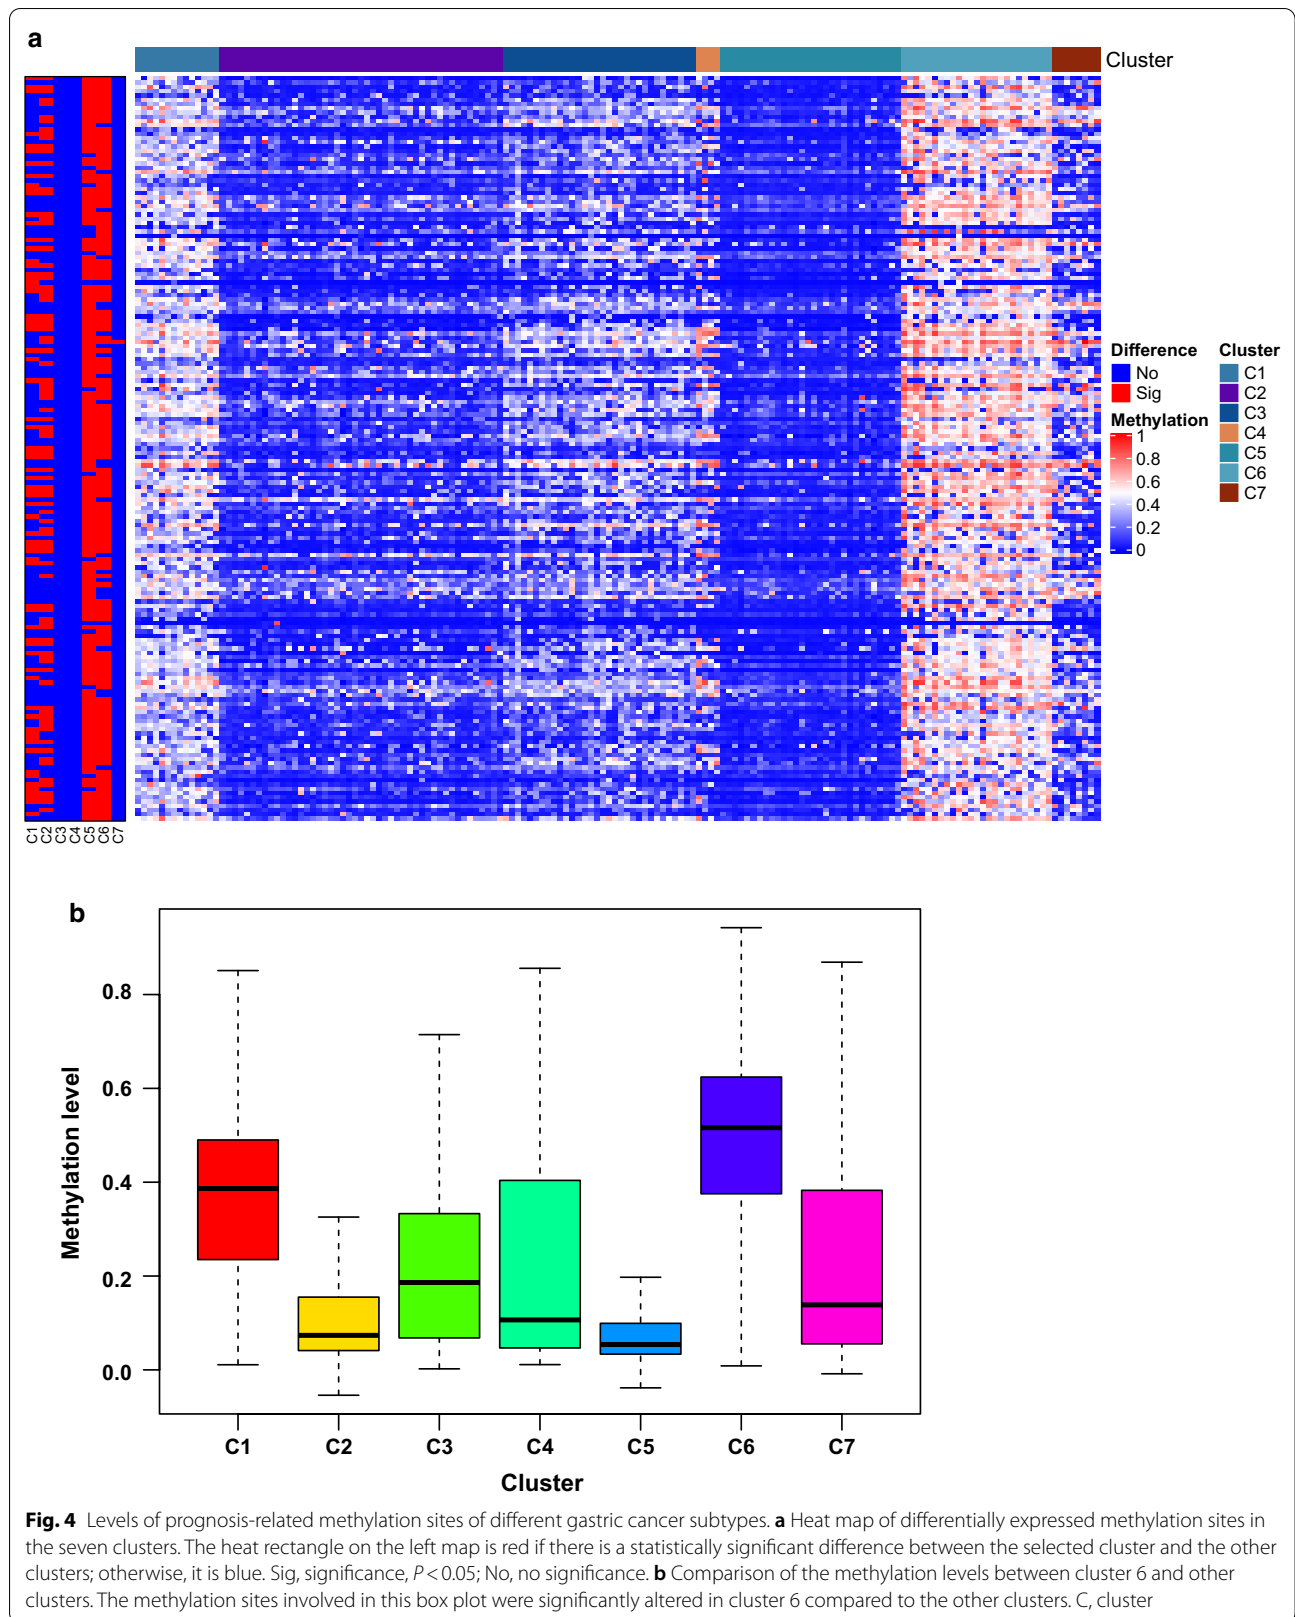 a
Cluster
C1
C2
C3
C4
C5
C6
C7
Difference
No
Sig
Methylation
1
0.8
0.6
0.4
0.2
0
Cluster
C1
C2
C3
C4
C5
C6
C7
b
Methylation level
0.8
0.6
0.4
0.2
0.0
C1 C2 C3 C4 C5 C6 C7
Cluster
Fig. 4 Levels of prognosis-related methylation sites of different gastric cancer subtypes. a Heat map of differentially expressed methylation sites in
the seven clusters. The heat rectangle on the left map is red if there is a statistically significant difference between the selected cluster and the other
clusters; otherwise, it is blue. Sig, significance, P < 0.05; No, no significance. b Comparison of the methylation levels between cluster 6 and other
clusters. The methylation sites involved in this box plot were significantly altered in cluster 6 compared to the other clusters. C, cluster